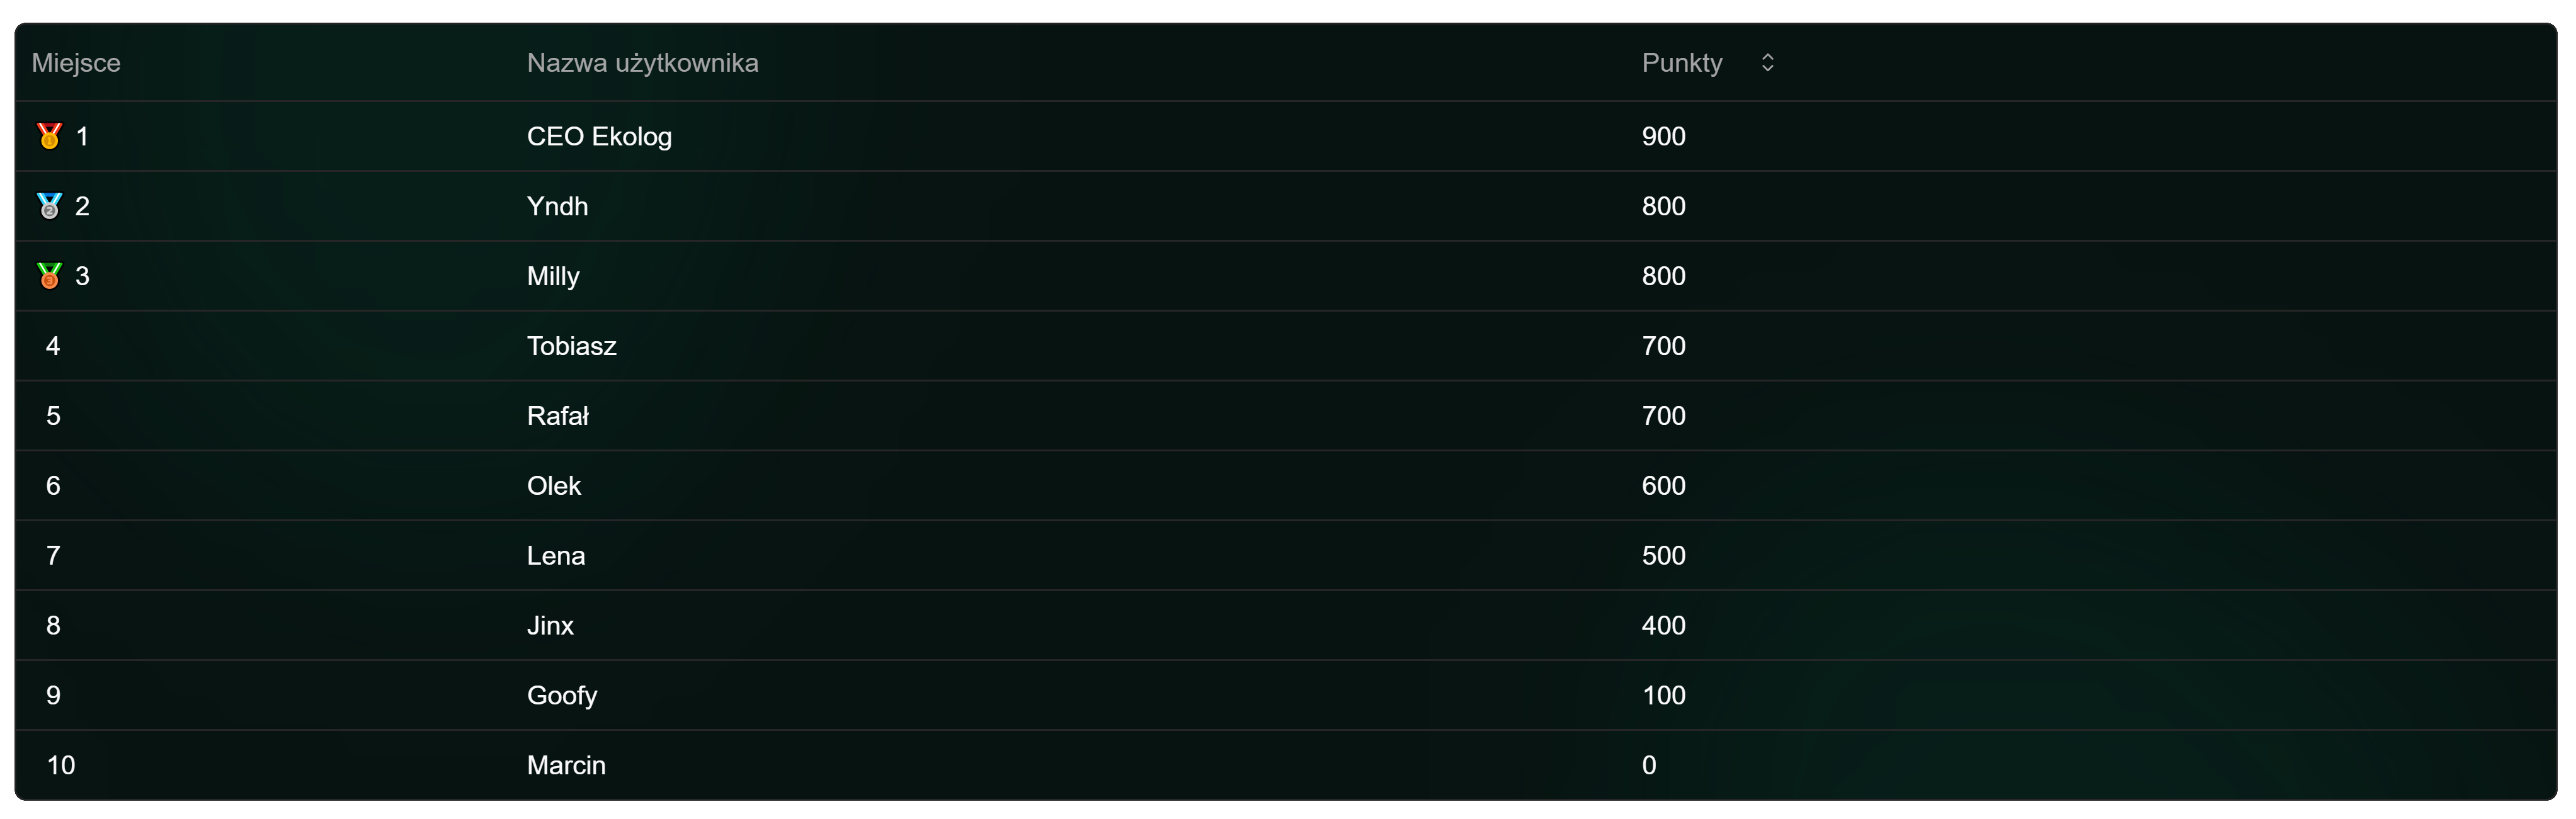 Miejsce Nazwa użytkownika Punkty
1 CEO Ekolog 900
2 Yndh 800
3 Milly 800
4 Tobiasz 700
5 Rafał 700
6 Olek 600
7 Lena 500
8 Jinx 400
9 Goofy 100
10 Marcin 0